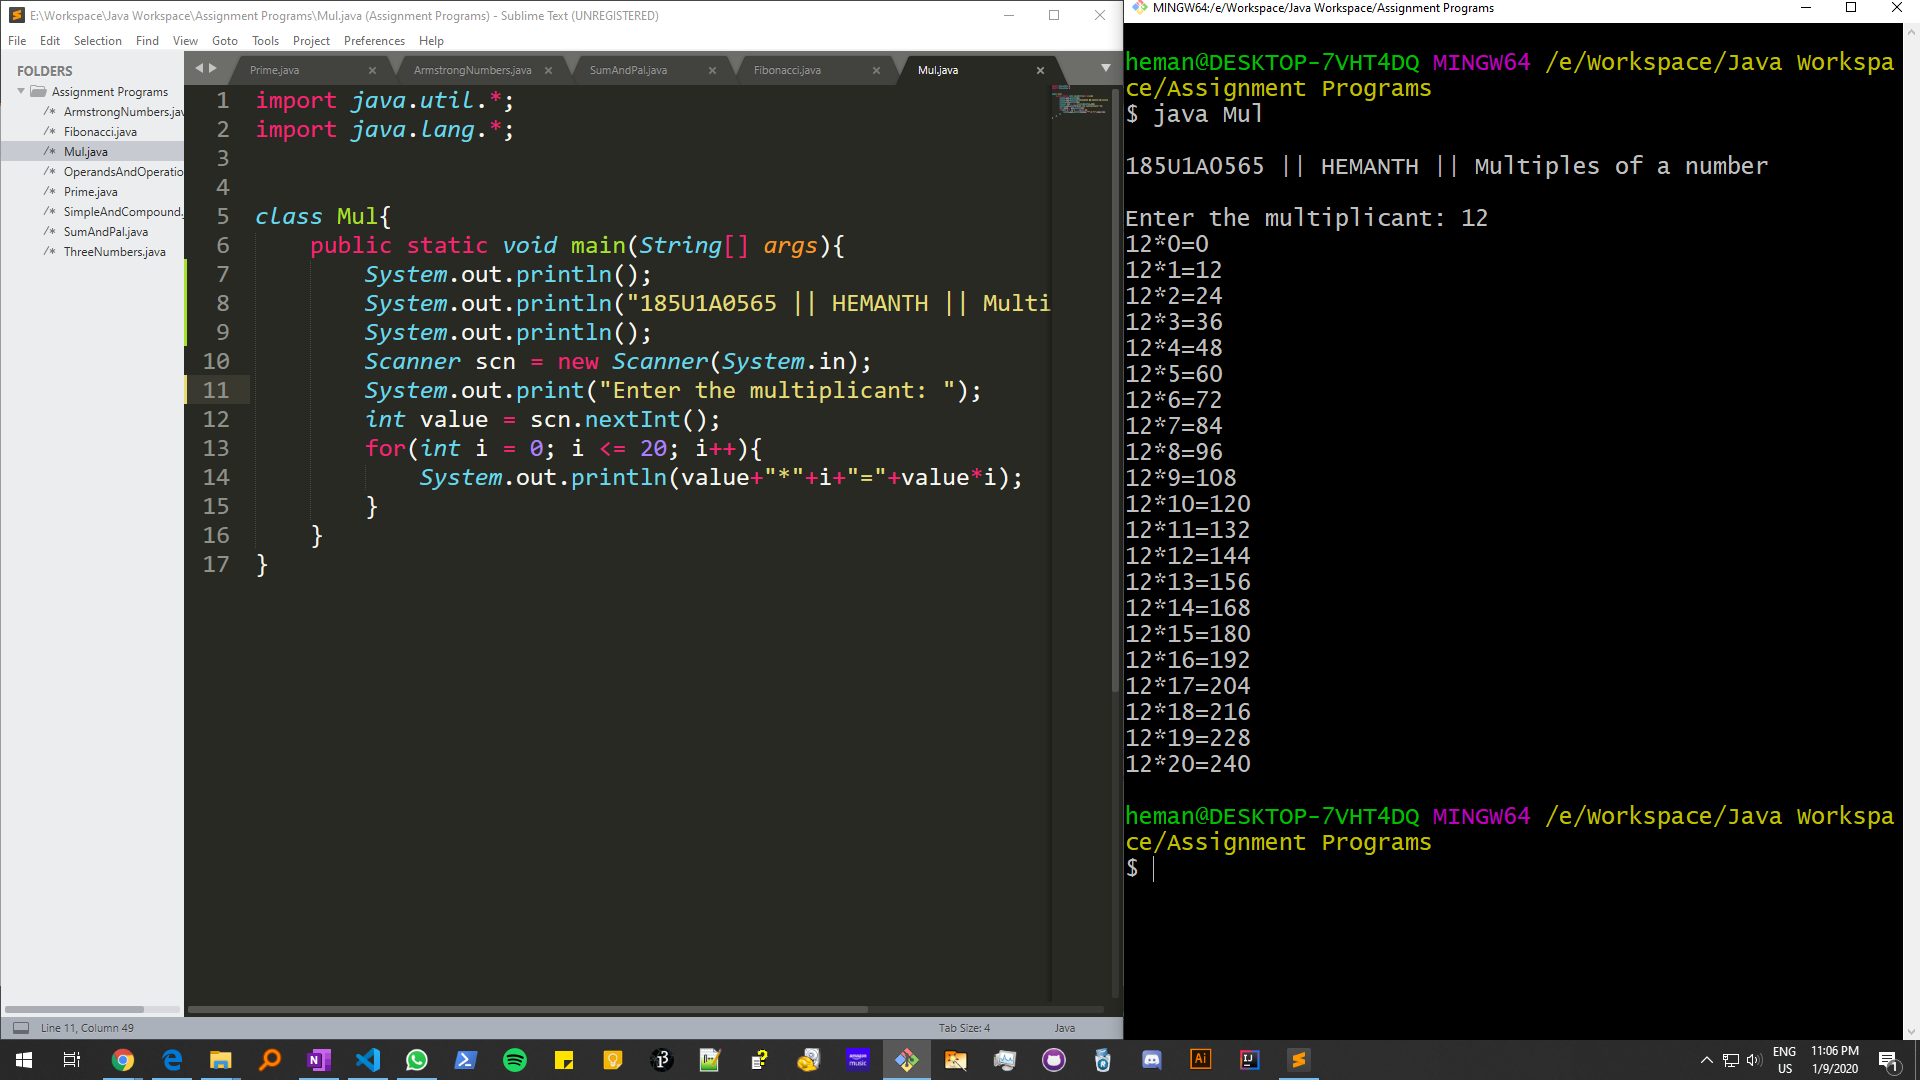 E:\Workspace\Java Workspace\Assignment Programs\Mul.java (Assignment Programs) - Sublime Text (UNREGISTERED)
File Edit Selection Find View Goto Tools Project Preferences Help
FOLDERS
Assignment Programs
/* ArmstrongNumbers.jav
/* Fibonacci.java
/* Mul.java
/* OperandsAndOperatio
/* Prime.java
/* SimpleAndCompound.
/* SumAndPal.java
/* ThreeNumbers.java
Prime.java ArmstrongNumbers.java SumAndPal.java Fibonacci.java Mul.java
1 import java.util.*;
2 import java.lang.*;
3
4
5 class Mul{
6 public static void main(String[] args){
7 System.out.println();
8 System.out.println("185U1A0565 || HEMANTH || Multi
9 System.out.println();
10 Scanner scn = new Scanner(System.in);
11 System.out.print("Enter the multiplicant: ");
12 int value = scn.nextInt();
13 for(int i = 0; i <= 20; i++){
14 System.out.println(value+"*"+i+"="+value*i);
15 }
16 }
17 }
Line 11, Column 49 Tab Size: 4 Java
MINGW64:/e/Workspace/Java Workspace/Assignment Programs
heman@DESKTOP-7VHT4DQ MINGW64 /e/Workspace/Java Workspa
ce/Assignment Programs
$ java Mul
185U1A0565 || HEMANTH || Multiples of a number
Enter the multiplicant: 12
12*0=0
12*1=12
12*2=24
12*3=36
12*4=48
12*5=60
12*6=72
12*7=84
12*8=96
12*9=108
12*10=120
12*11=132
12*12=144
12*13=156
12*14=168
12*15=180
12*16=192
12*17=204
12*18=216
12*19=228
12*20=240
heman@DESKTOP-7VHT4DQ MINGW64 /e/Workspace/Java Workspa
ce/Assignment Programs
$
amazon music
Ai
IJ
ENG
US
11:06 PM
1/9/2020
1